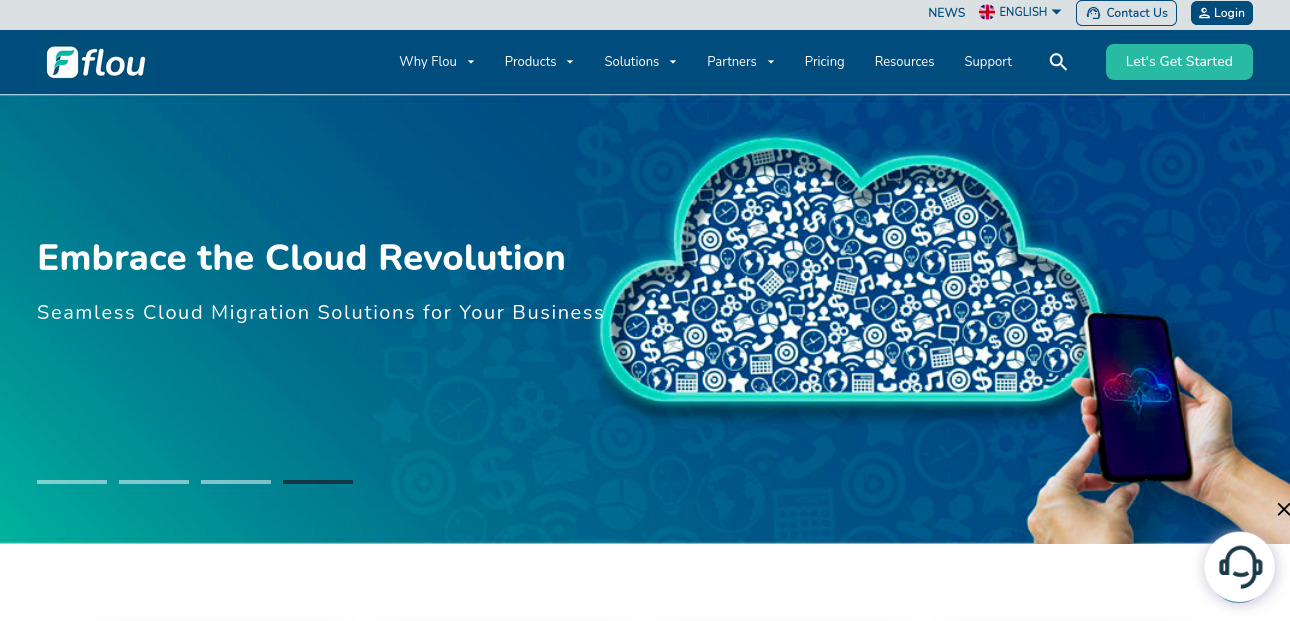 NEWS ENGLISH Contact Us Login
flou Why Flou Products Solutions Partners Pricing Resources Support Let's Get Started
Embrace the Cloud Revolution
Seamless Cloud Migration Solutions for Your Business